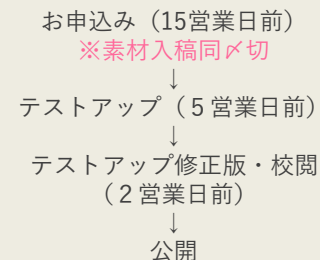 お申込み（15営業日前）
※素材入稿同〆切
↓
テストアップ（５営業日前）
↓
テストアップ修正版・校閲
（２営業日前）
↓
公開